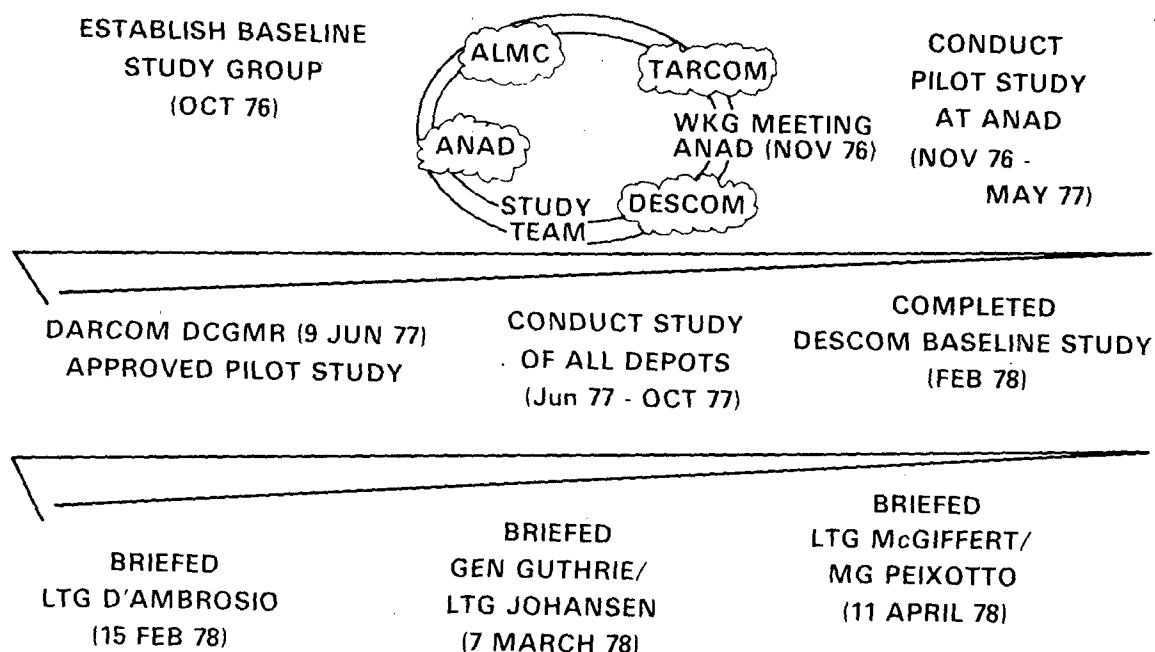 ESTABLISH BASELINE
STUDY GROUP
(OCT 76)
ALMC
TARCOM
WKG MEETING
ANAD (NOV 76)
ANAD
DESCOM
STUDY
TEAM
CONDUCT
PILOT STUDY
AT ANAD
(NOV 76 -
MAY 77)
DARCOM DCGMR (9 JUN 77)
APPROVED PILOT STUDY
CONDUCT STUDY
OF ALL DEPOTS
(Jun 77 - OCT 77)
COMPLETED
DESCOM BASELINE STUDY
(FEB 78)
BRIEFED
LTG D'AMBROSIO
(15 FEB 78)
BRIEFED
GEN GUTHRIE/
LTG JOHANSEN
(7 MARCH 78)
BRIEFED
LTG McGIFFERT/
MG PEIXOTTO
(11 APRIL 78)